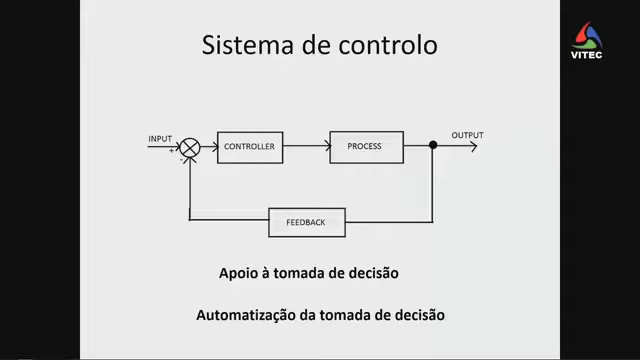 Sistema de controlo
VITEC
INPUT
+
-
CONTROLLER
PROCESS
OUTPUT
FEEDBACK
Apoio à tomada de decisão
Automatização da tomada de decisão